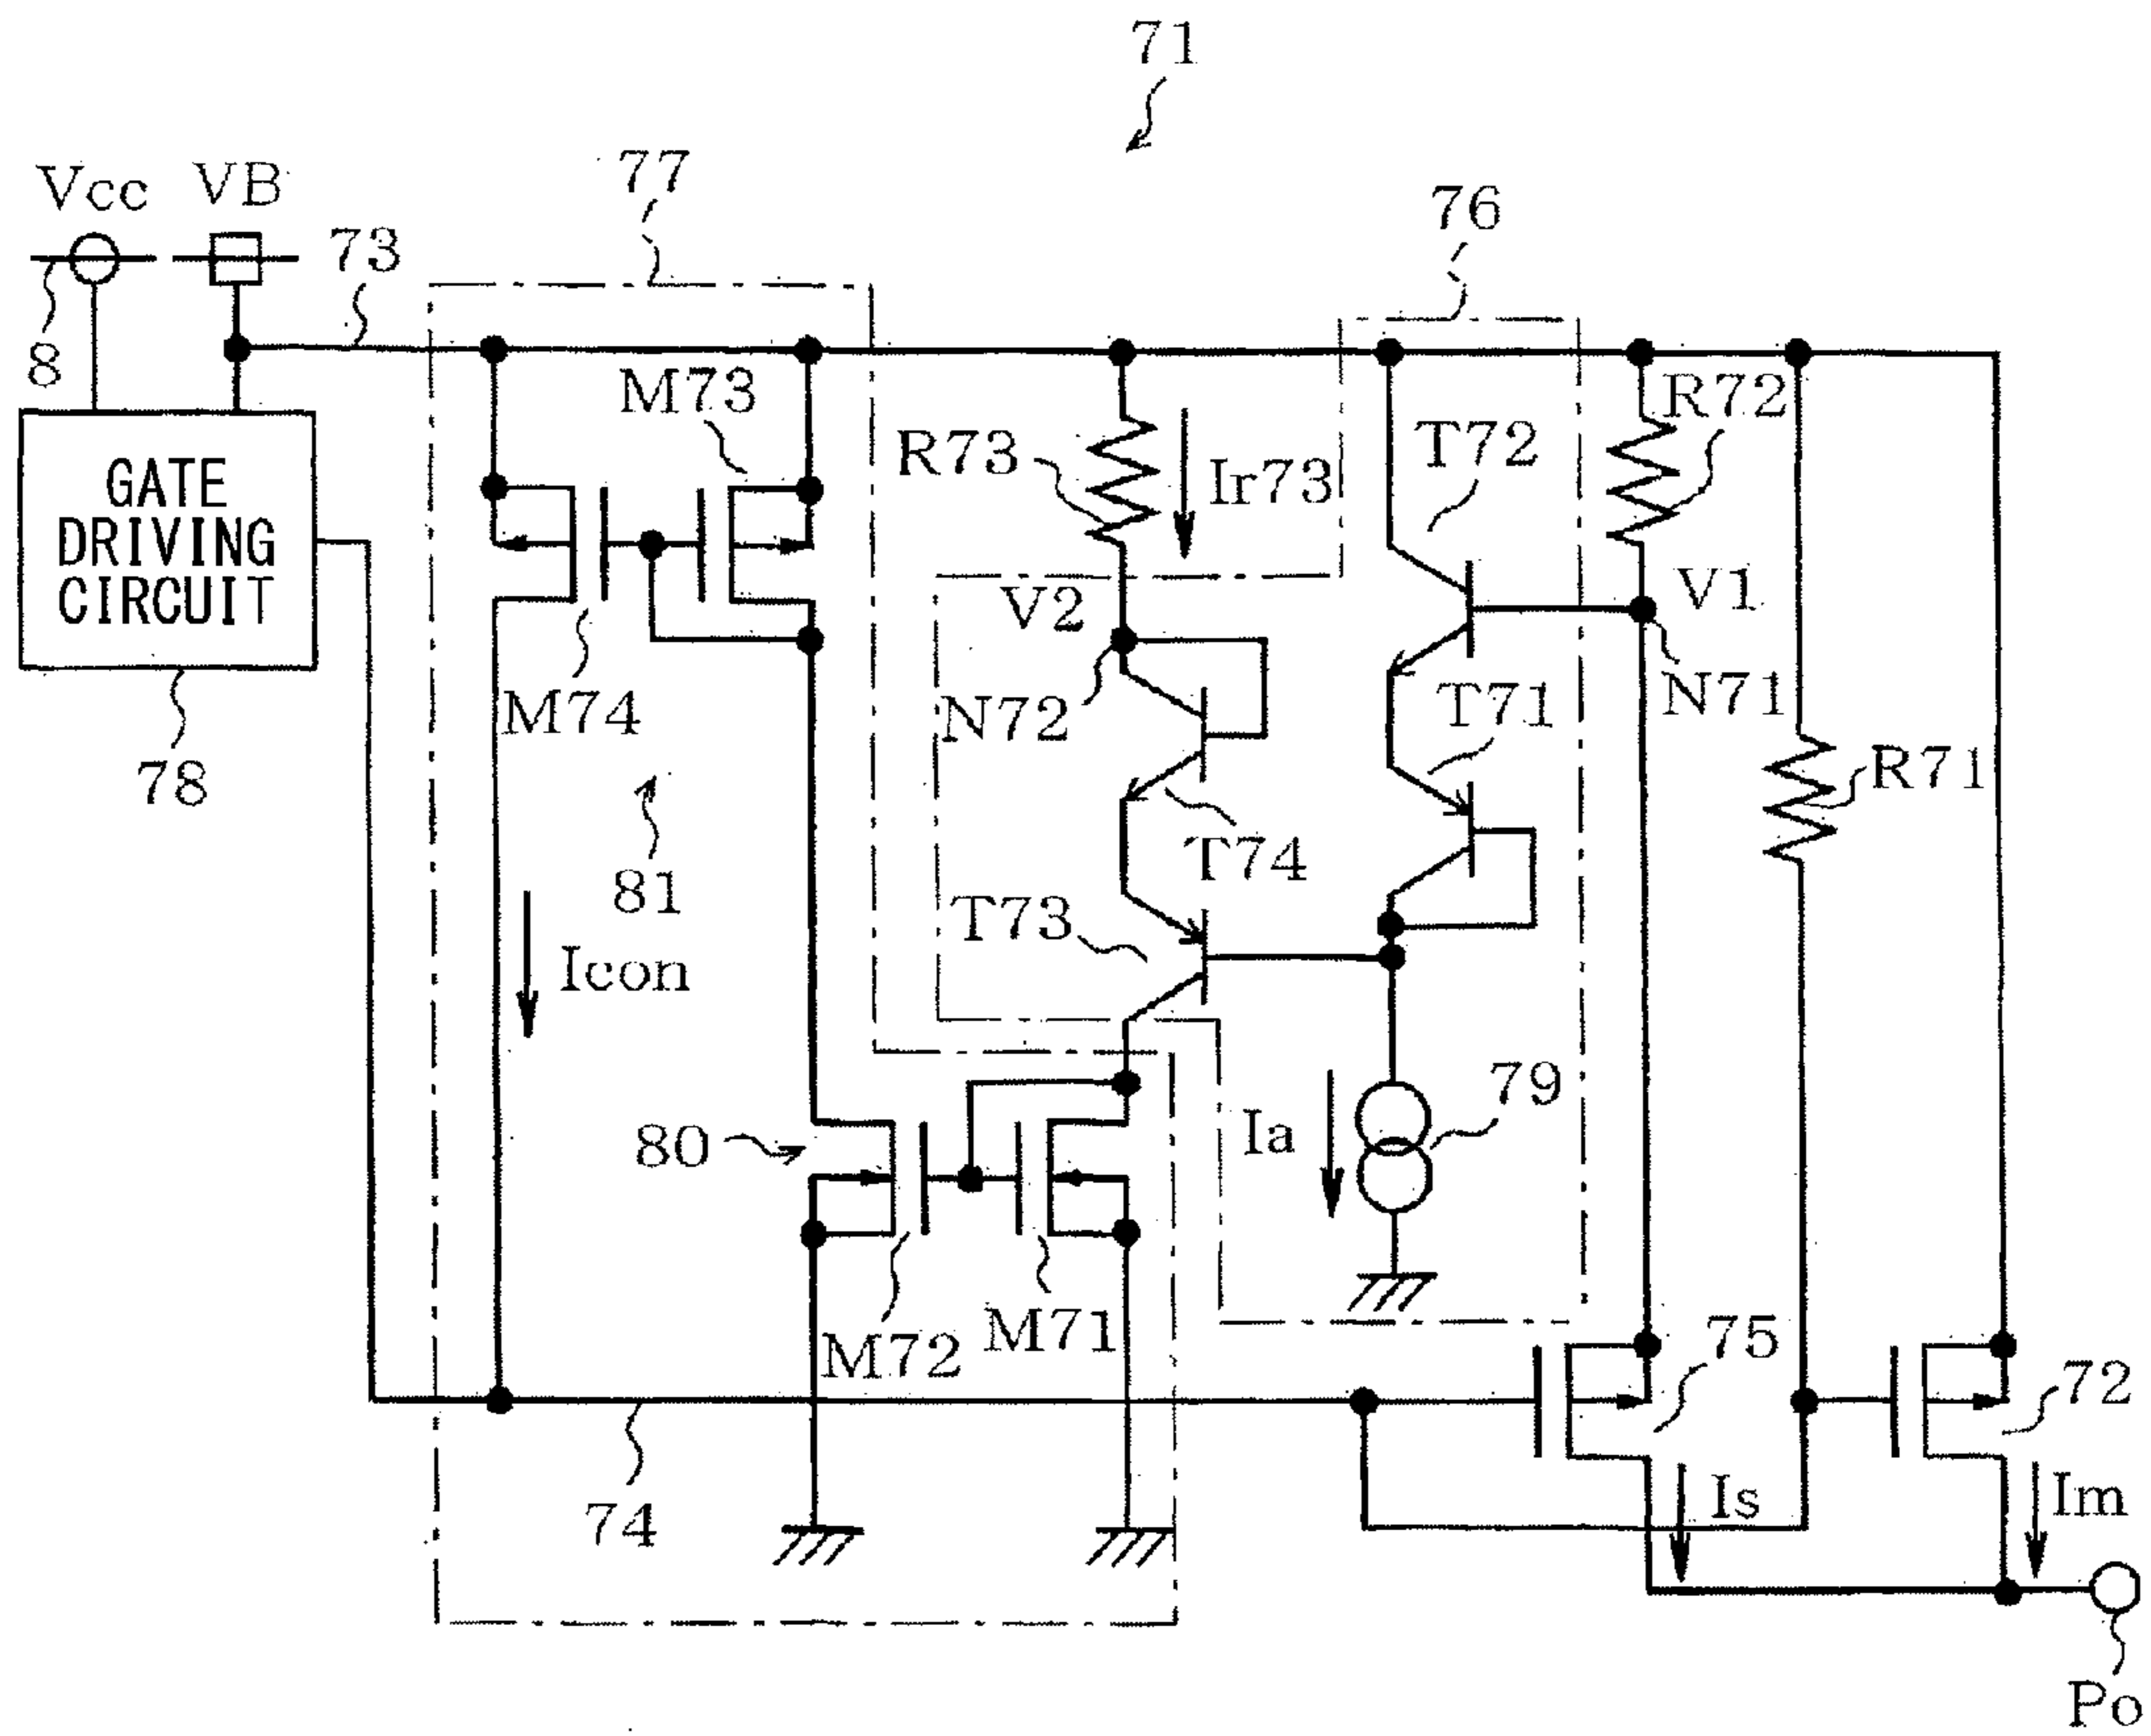 71
77
Vcc
VB
76
73
8
M73
R72
T72
R73
Ir73
GATE
DRIVING
CIRCUIT
V2
V1
M74
N72
T71
N71
78
R71
T74
81
T73
Icon
79
80
Ia
M72
M71
75
72
74
Is
Im
Po